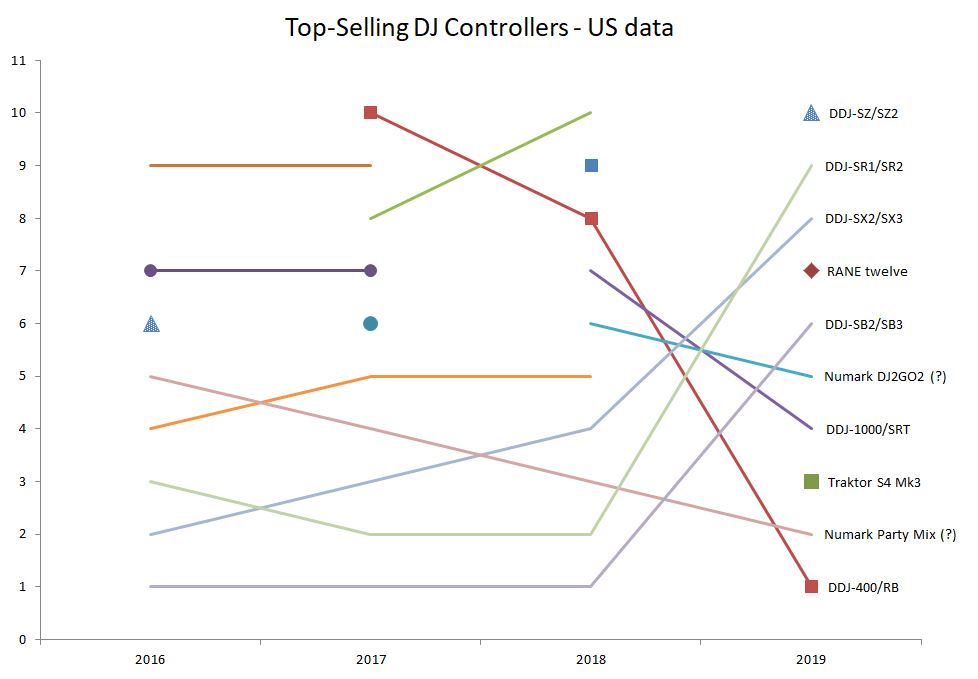 Top-Selling DJ Controllers - US data
11
10
DDJ-SZ/SZ2
9
DDJ-SR1/SR2
8
DDJ-SX2/SX3
7
RANE twelve
6
DDJ-SB2/SB3
5
Numark DJ2GO2 (?)
4
DDJ-1000/SRT
3
Traktor S4 Mk3
2
Numark Party Mix (?)
1
DDJ-400/RB
0
2016
2017
2018
2019